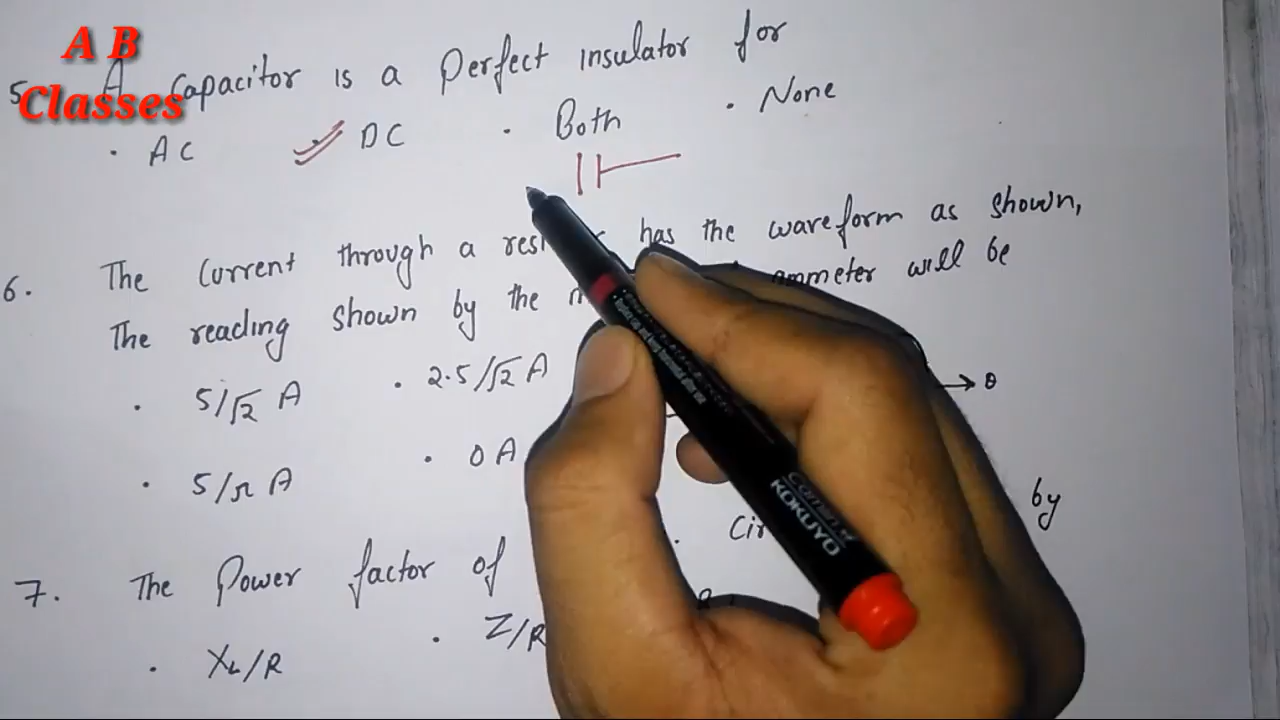 A B
Classes
5. A Capacitor is a Perfect insulator for
· AC · DC · Both · None
6. The Current through a has the waveform as shown,
The reading shown by the ammeter will be
· 5/√2 A · 2.5/√2 A
· 5/π A · 0 A
θ
7. The Power factor of by
· XL/R · Z/R
Camlin
KOKUYO